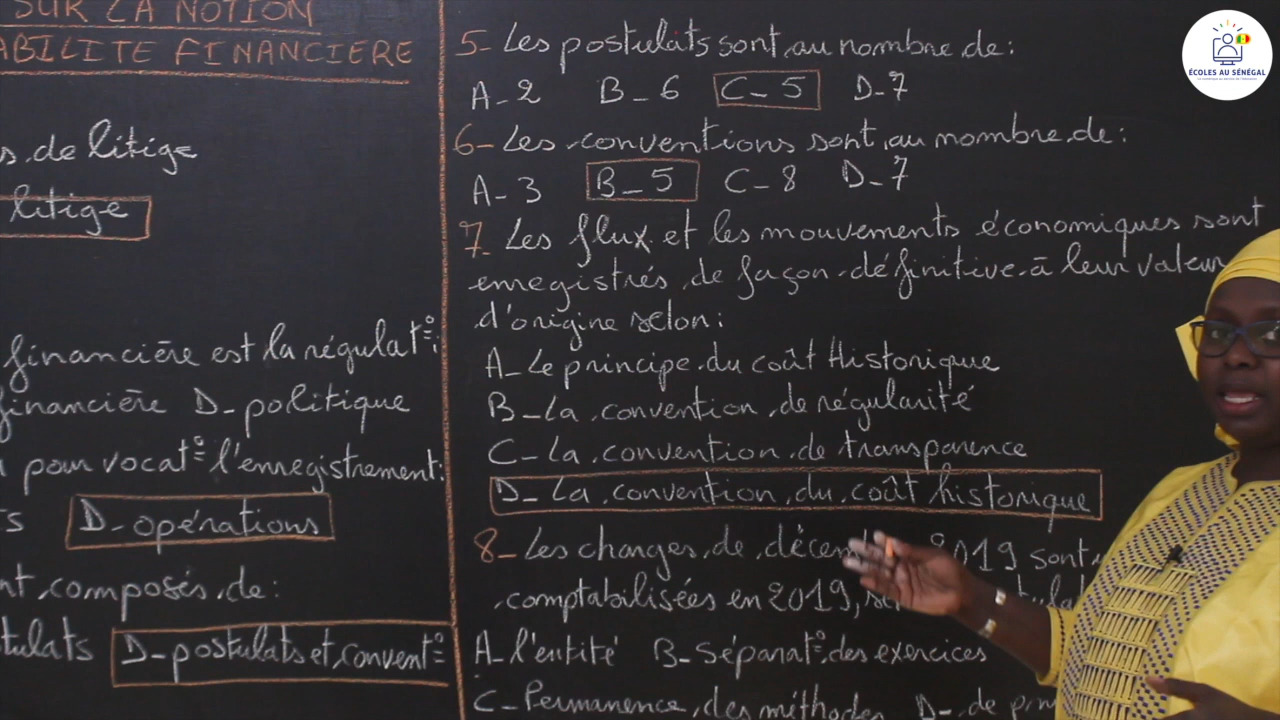 SUR LA NOTION
ABILITE FINANCIERE
s de litige
litige
financière est la régulat°:
financière D- politique
pour vocat° l'enregistrement:
ts D- opérations
nt composés de:
tulats D- postulats et convent°
5- Les postulats sont au nombre de:
A- 2 B- 6 C- 5 D- 7
6- Les conventions sont au nombre de:
A- 3 B- 5 C- 8 D- 7
7. Les flux et les mouvements économiques sont
enregistrés de façon définitive à leur valeur
d'origine selon:
A- Le principe du coût Historique
B- La convention de régularité
C- La convention de transparence
D- La convention du coût historique
8- Les charges de 2019 sont
comptabilisées en 2019,
A- l'entité B- Séparat° des exercices
C- Permanence des méthodes D- de
ÉCOLES AU SÉNÉGAL